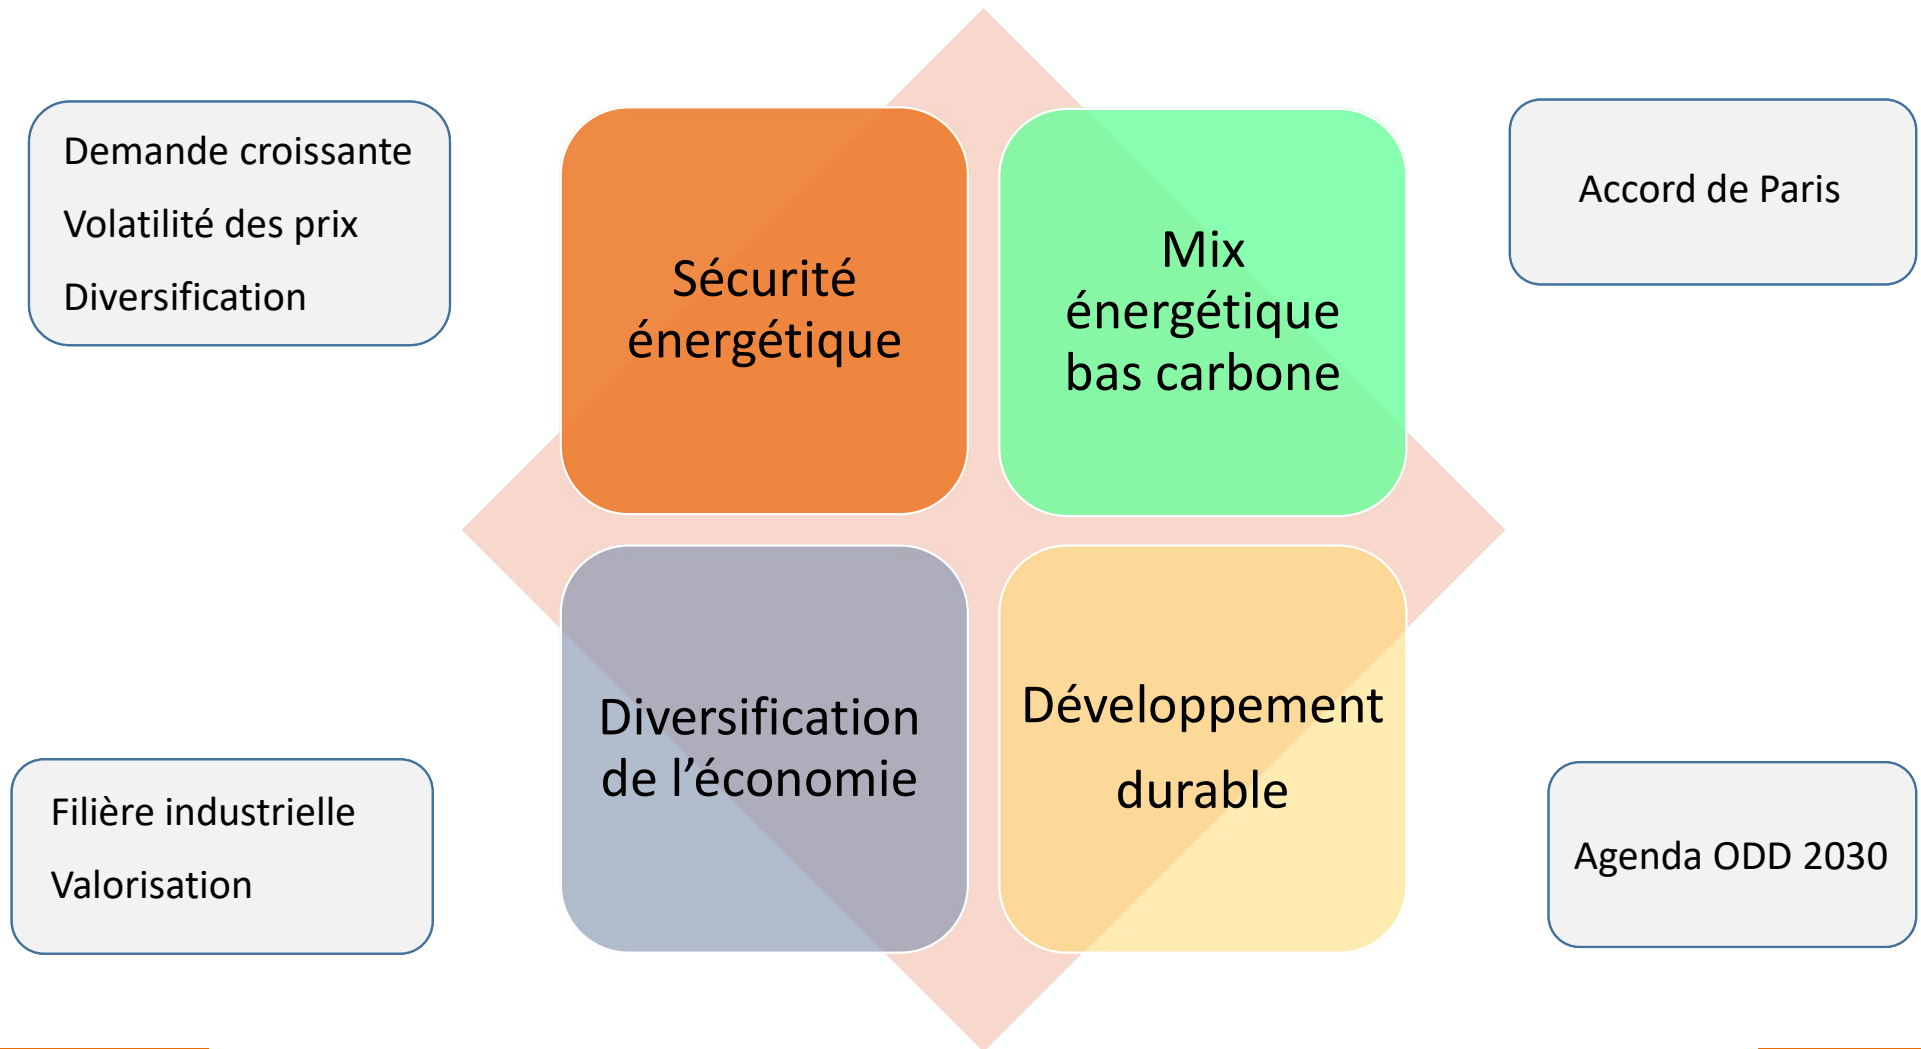 Demande croissante
Volatilité des prix
Diversification
Sécurité
énergétique
Mix
énergétique
bas carbone
Accord de Paris
Filière industrielle
Valorisation
Diversification
de l’économie
Développement
durable
Agenda ODD 2030